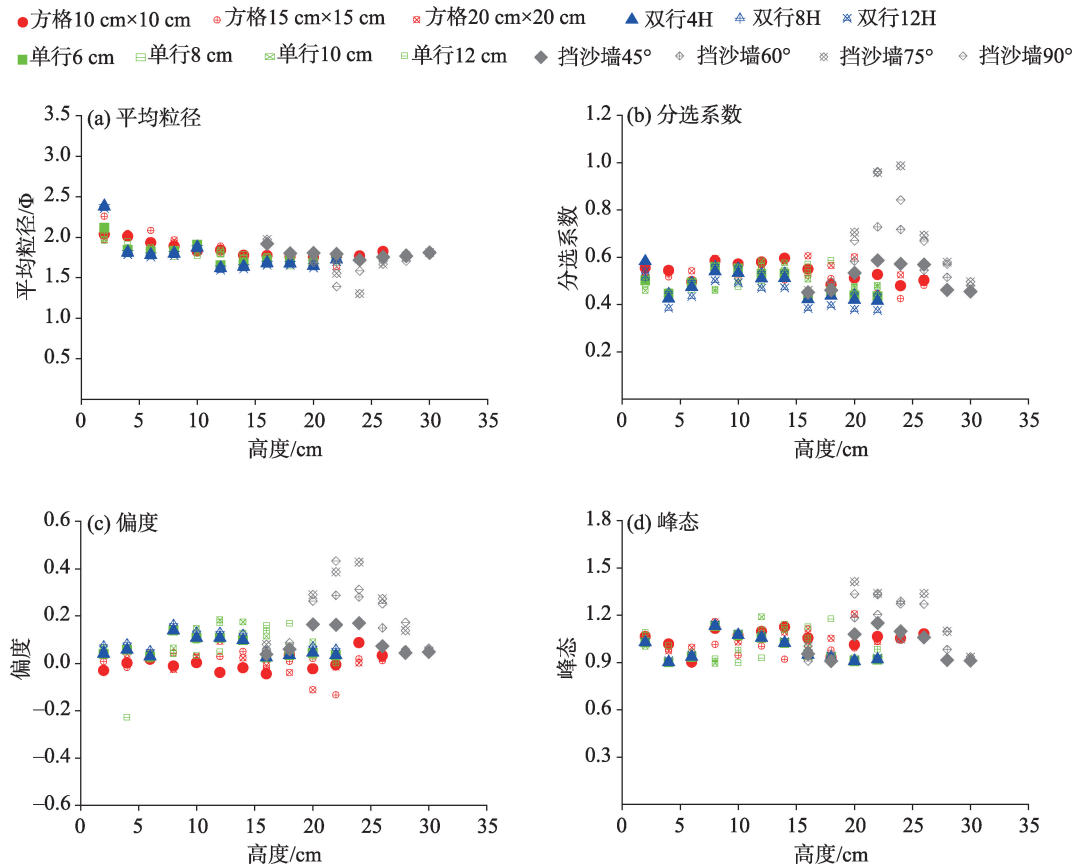 方格10 cm×10 cm 方格15 cm×15 cm 方格20 cm×20 cm 双行4H 双行8H 双行12H
单行6 cm 单行8 cm 单行10 cm 单行12 cm 挡沙墙45° 挡沙墙60° 挡沙墙75° 挡沙墙90°
(a) 平均粒径
平均粒径/Φ
3.5
3.0
2.5
2.0
1.5
1.0
0.5
0 5 10 15 20 25 30 35
高度/cm
(b) 分选系数
分选系数
1.2
1.0
0.8
0.6
0.4
0.2
0 5 10 15 20 25 30 35
高度/cm
(c) 偏度
偏度
0.6
0.4
0.2
0.0
−0.2
−0.4
−0.6
0 5 10 15 20 25 30 35
高度/cm
(d) 峰态
峰态
1.8
1.5
1.2
0.9
0.6
0.3
0 5 10 15 20 25 30 35
高度/cm